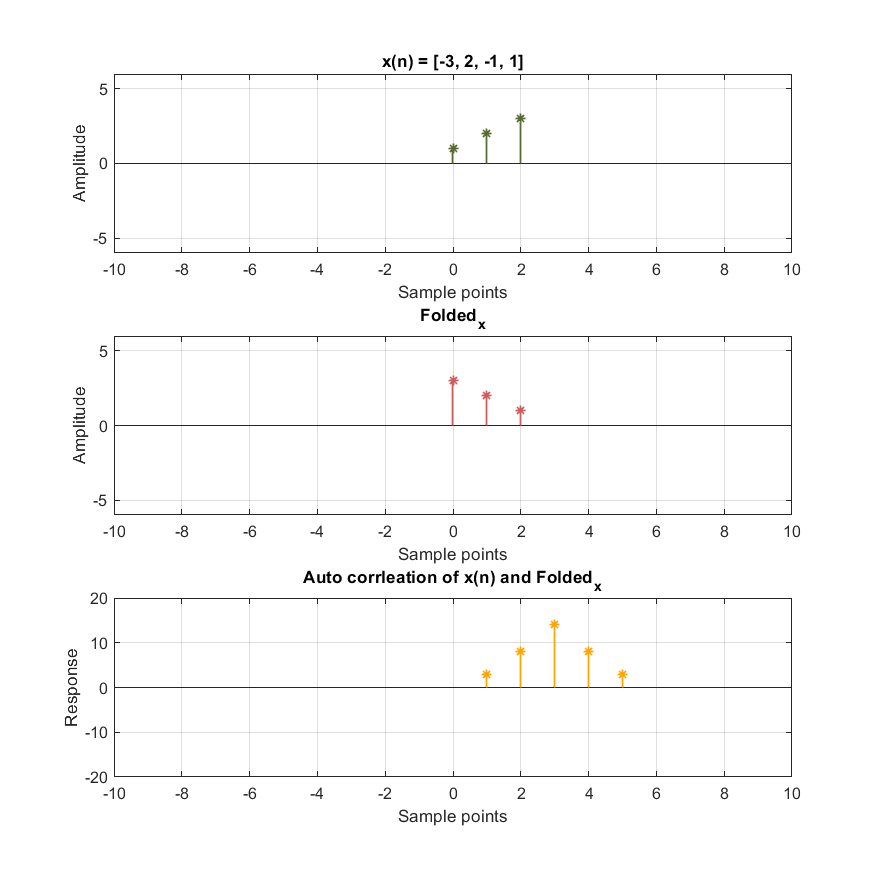 x(n) = [-3, 2, -1, 1]
5
0
-5
Amplitude
-10 -8 -6 -4 -2 0 2 4 6 8 10
Sample points
Folded_x
5
0
-5
Amplitude
-10 -8 -6 -4 -2 0 2 4 6 8 10
Sample points
Auto corrleation of x(n) and Folded_x
20
10
0
-10
-20
Response
-10 -8 -6 -4 -2 0 2 4 6 8 10
Sample points